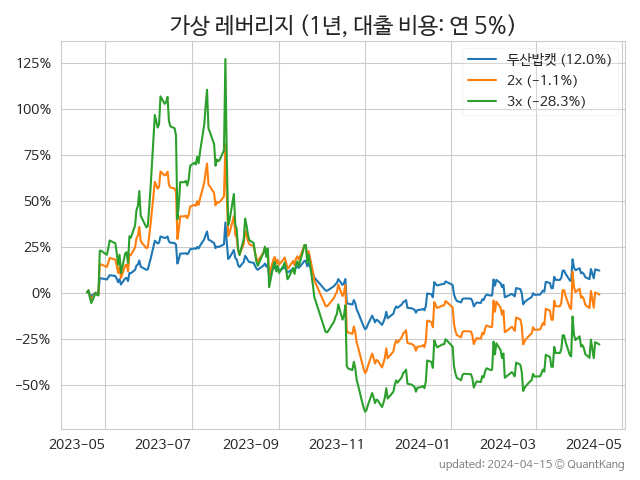 가상 레버리지 (1년, 대출 비용: 연 5%)
125%
100%
75%
50%
25%
0%
−25%
−50%
두산밥캣 (12.0%)
2x (−1.1%)
3x (−28.3%)
2023-05 2023-07 2023-09 2023-11 2024-01 2024-03 2024-05
updated: 2024-04-15 © QuantKang